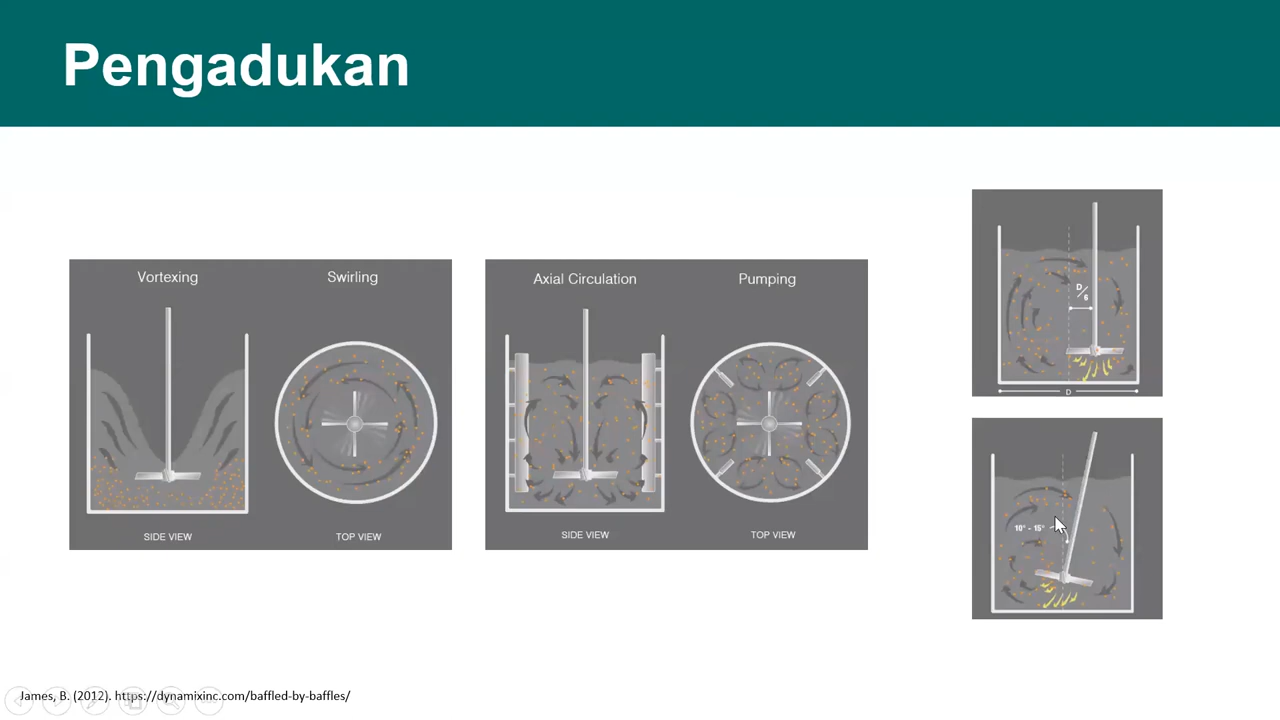 Pengadukan
Vortexing
Swirling
SIDE VIEW
TOP VIEW
Axial Circulation
Pumping
SIDE VIEW
TOP VIEW
D/6
D
10° - 15°
James, B. (2012). https://dynamixinc.com/baffled-by-baffles/